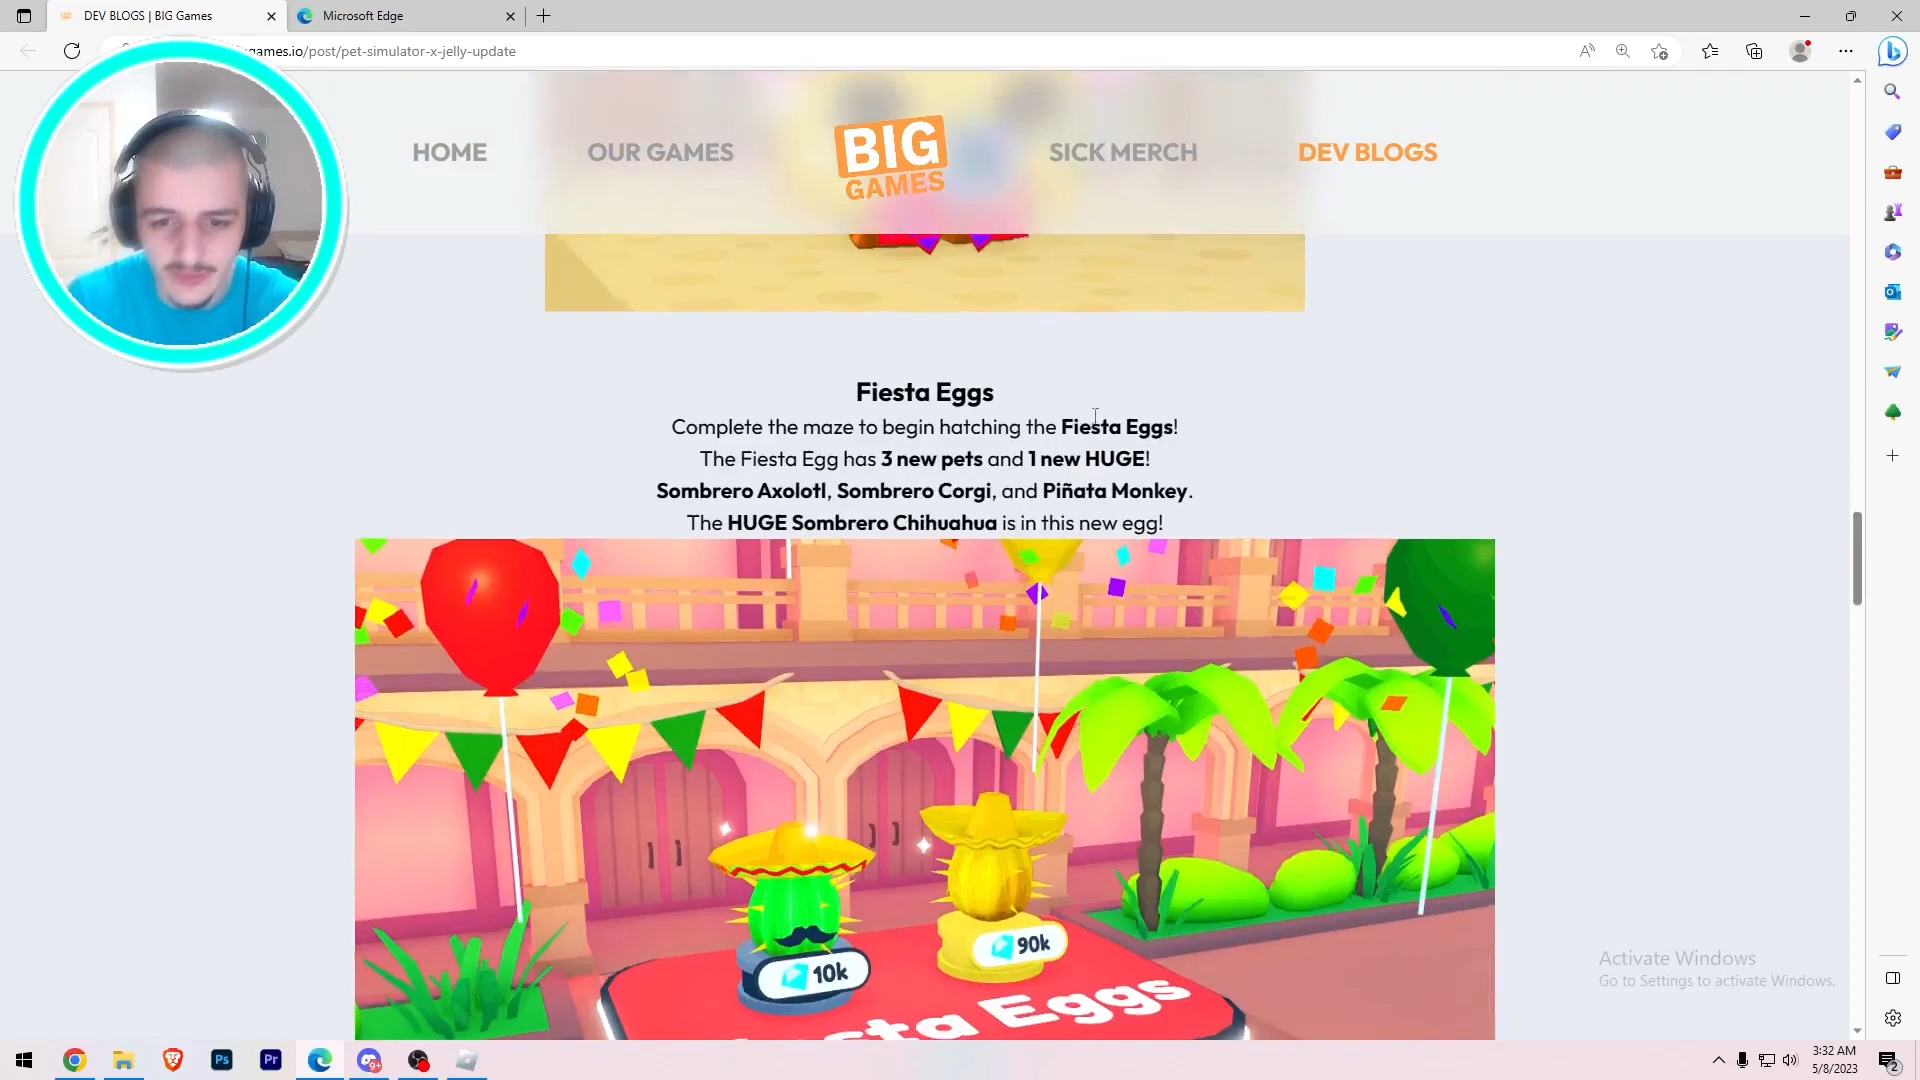 DEV BLOGS | BIG Games
Microsoft Edge
games.io/post/pet-simulator-x-jelly-update
HOME
OUR GAMES
BIG
GAMES
SICK MERCH
DEV BLOGS
Fiesta Eggs
Complete the maze to begin hatching the Fiesta Eggs!
The Fiesta Egg has 3 new pets and 1 new HUGE!
Sombrero Axolotl, Sombrero Corgi, and Piñata Monkey.
The HUGE Sombrero Chihuahua is in this new egg!
90k
10k
Eggs
Activate Windows
Go to Settings to activate Windows.
Ps
Pr
9+
3:32 AM
5/8/2023
2